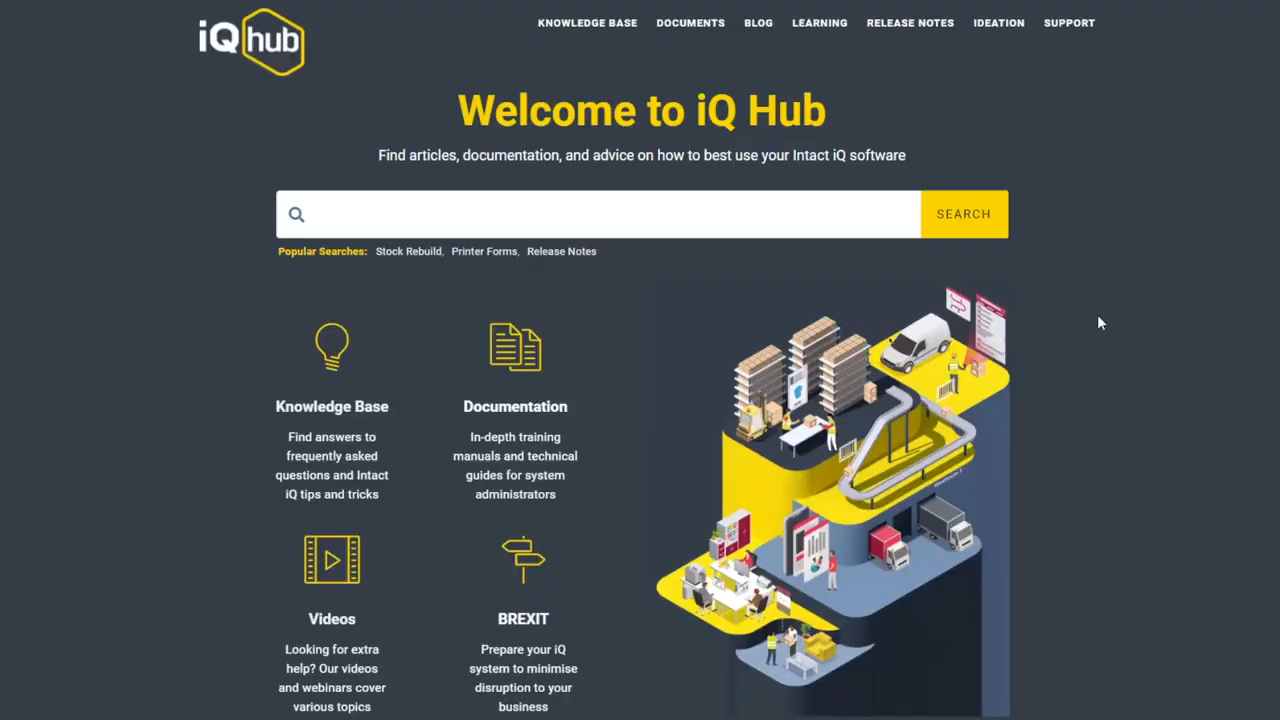 iQ hub
KNOWLEDGE BASE DOCUMENTS BLOG LEARNING RELEASE NOTES IDEATION SUPPORT
Welcome to iQ Hub
Find articles, documentation, and advice on how to best use your Intact iQ software
SEARCH
Popular Searches: Stock Rebuild, Printer Forms, Release Notes
Knowledge Base
Find answers to
frequently asked
questions and Intact
iQ tips and tricks
Documentation
In-depth training
manuals and technical
guides for system
administrators
Videos
Looking for extra
help? Our videos
and webinars cover
various topics
BREXIT
Prepare your iQ
system to minimise
disruption to your
business